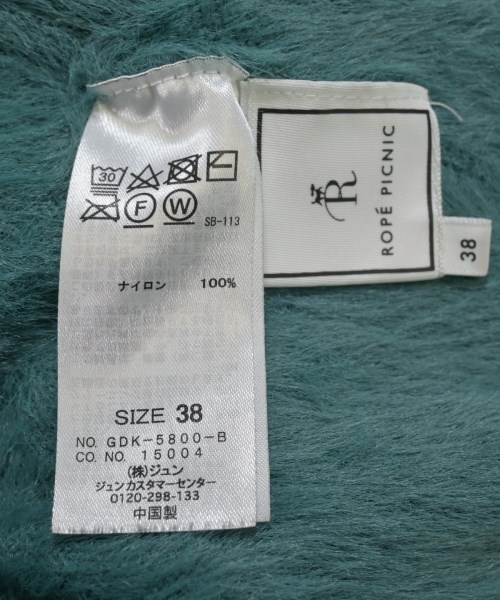 30
F W
SB-113
ナイロン 100%
SIZE 38
NO. GDK-5800-B
CO. NO. 15004
(株)ジュン
ジュンカスタマーセンター
0120-298-133
中国製
R
ROPÉ PICNIC
38